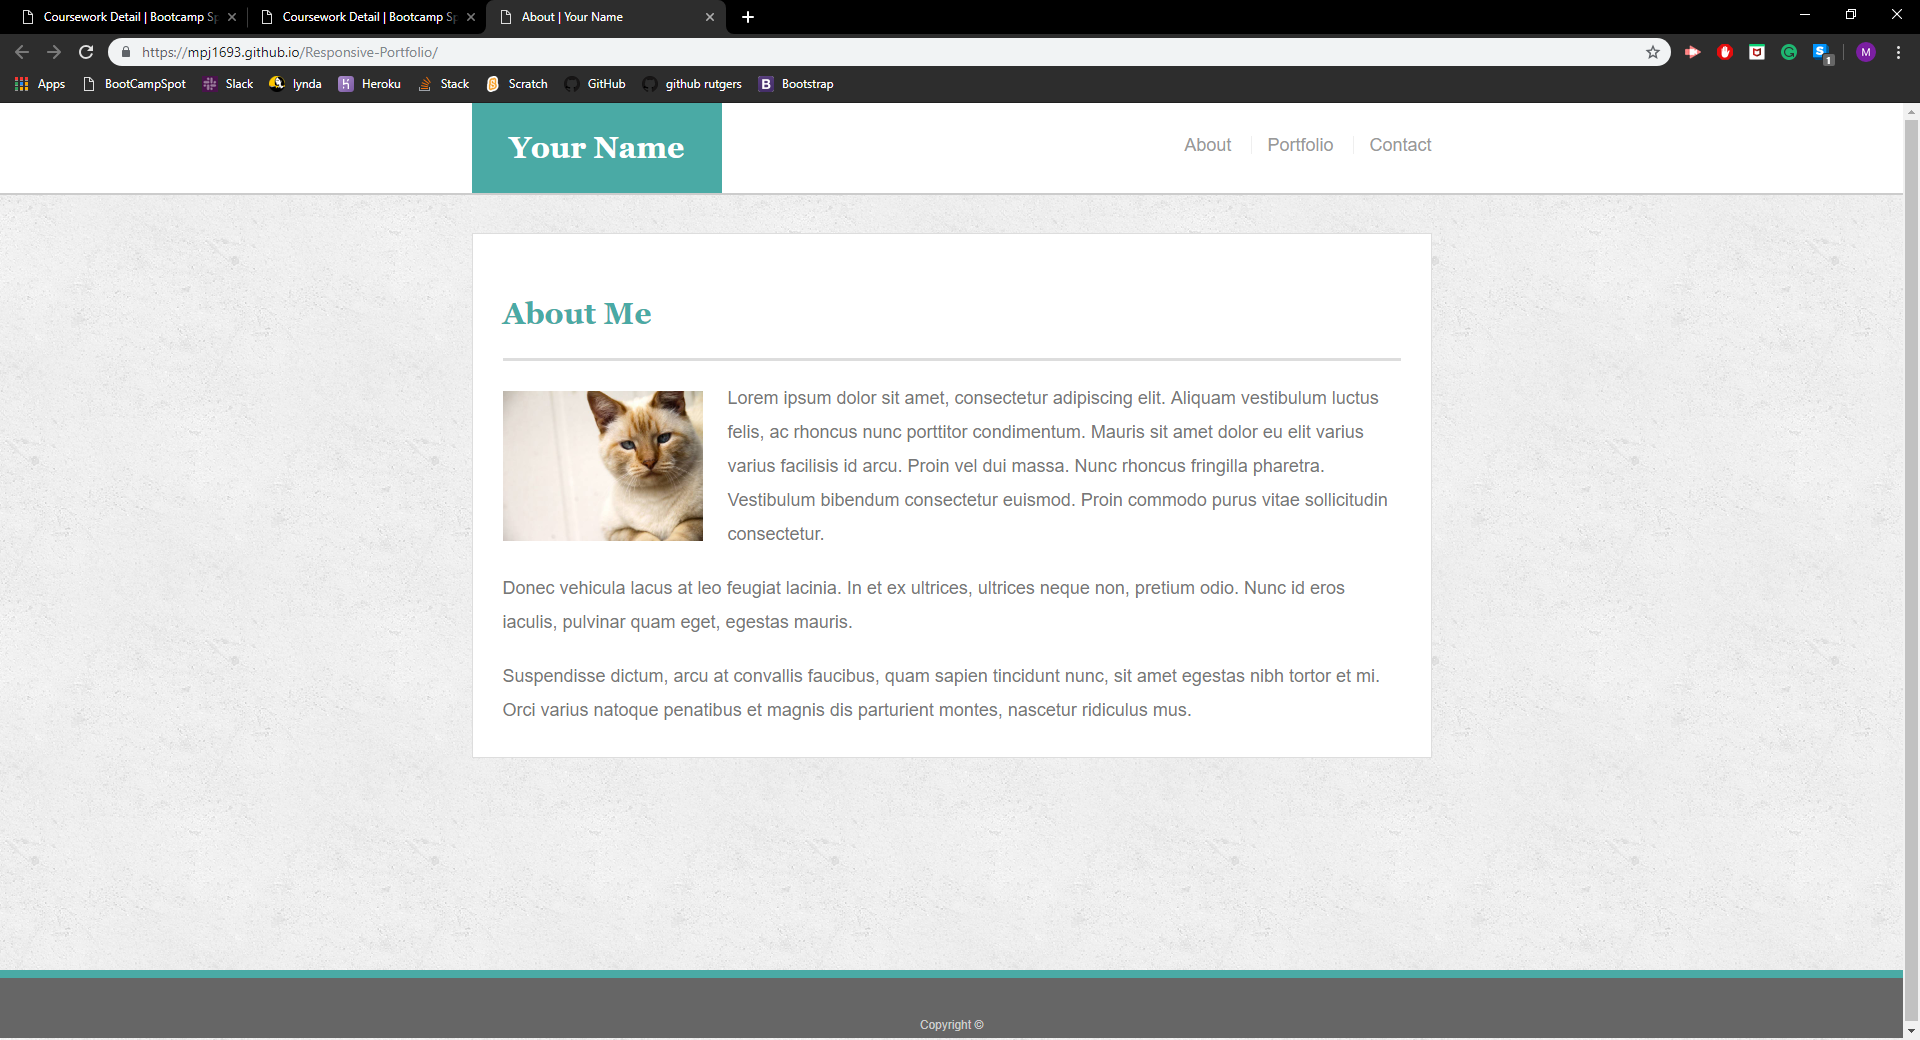 Coursework Detail | Bootcamp Sp
Coursework Detail | Bootcamp Sp
About | Your Name
https://mpj1693.github.io/Responsive-Portfolio/
S
1
M
Apps
BootCampSpot
Slack
lynda
Heroku
Stack
Scratch
GitHub
github rutgers
B
Bootstrap
Your Name
About
Portfolio
Contact
About Me
Lorem ipsum dolor sit amet, consectetur adipiscing elit. Aliquam vestibulum luctus
felis, ac rhoncus nunc porttitor condimentum. Mauris sit amet dolor eu elit varius
varius facilisis id arcu. Proin vel dui massa. Nunc rhoncus fringilla pharetra.
Vestibulum bibendum consectetur euismod. Proin commodo purus vitae sollicitudin
consectetur.
Donec vehicula lacus at leo feugiat lacinia. In et ex ultrices, ultrices neque non, pretium odio. Nunc id eros
iaculis, pulvinar quam eget, egestas mauris.
Suspendisse dictum, arcu at convallis faucibus, quam sapien tincidunt nunc, sit amet egestas nibh tortor et mi.
Orci varius natoque penatibus et magnis dis parturient montes, nascetur ridiculus mus.
Copyright ©